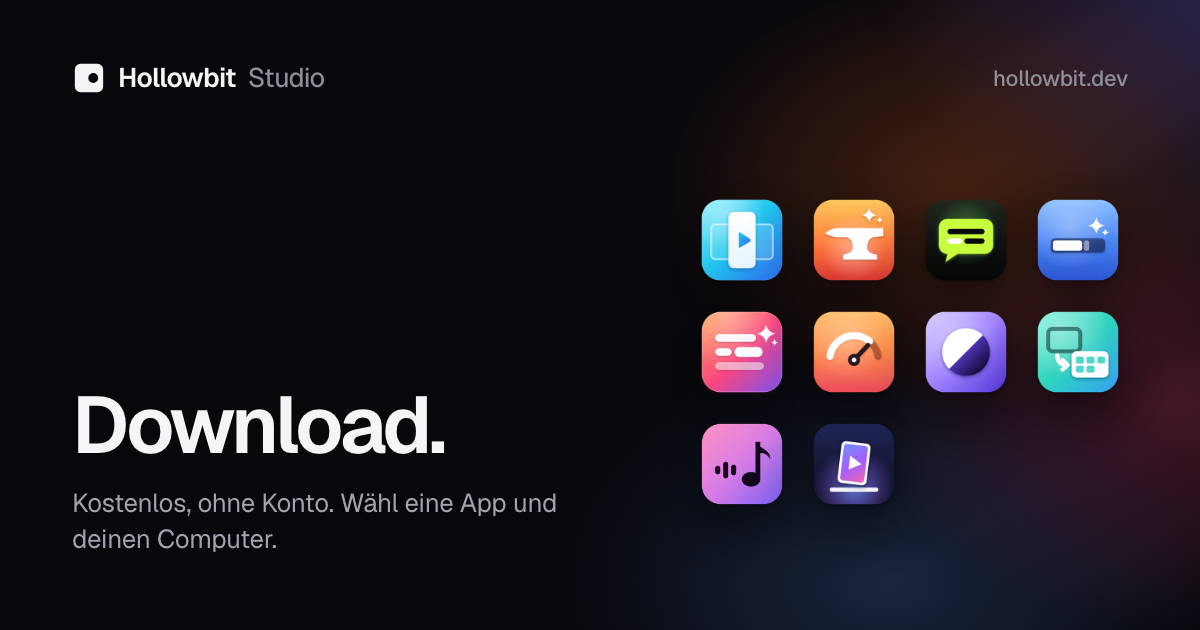 Hollowbit Studio
hollowbit.dev
Download.
Kostenlos, ohne Konto. Wähl eine App und
deinen Computer.